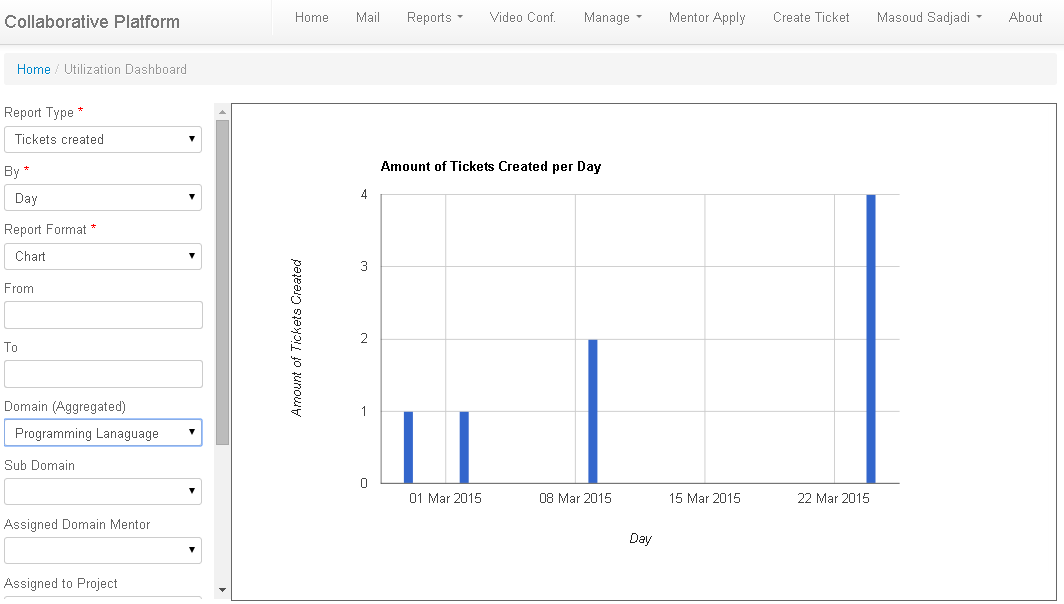 Collaborative Platform
Home Mail Reports Video Conf. Manage Mentor Apply Create Ticket Masoud Sadjadi About
Home / Utilization Dashboard
Report Type *
Tickets created
By *
Day
Report Format *
Chart
From
To
Domain (Aggregated)
Programming Lanaguage
Sub Domain
Assigned Domain Mentor
Assigned to Project
Amount of Tickets Created per Day
Amount of Tickets Created
4
3
2
1
0
01 Mar 2015 08 Mar 2015 15 Mar 2015 22 Mar 2015
Day